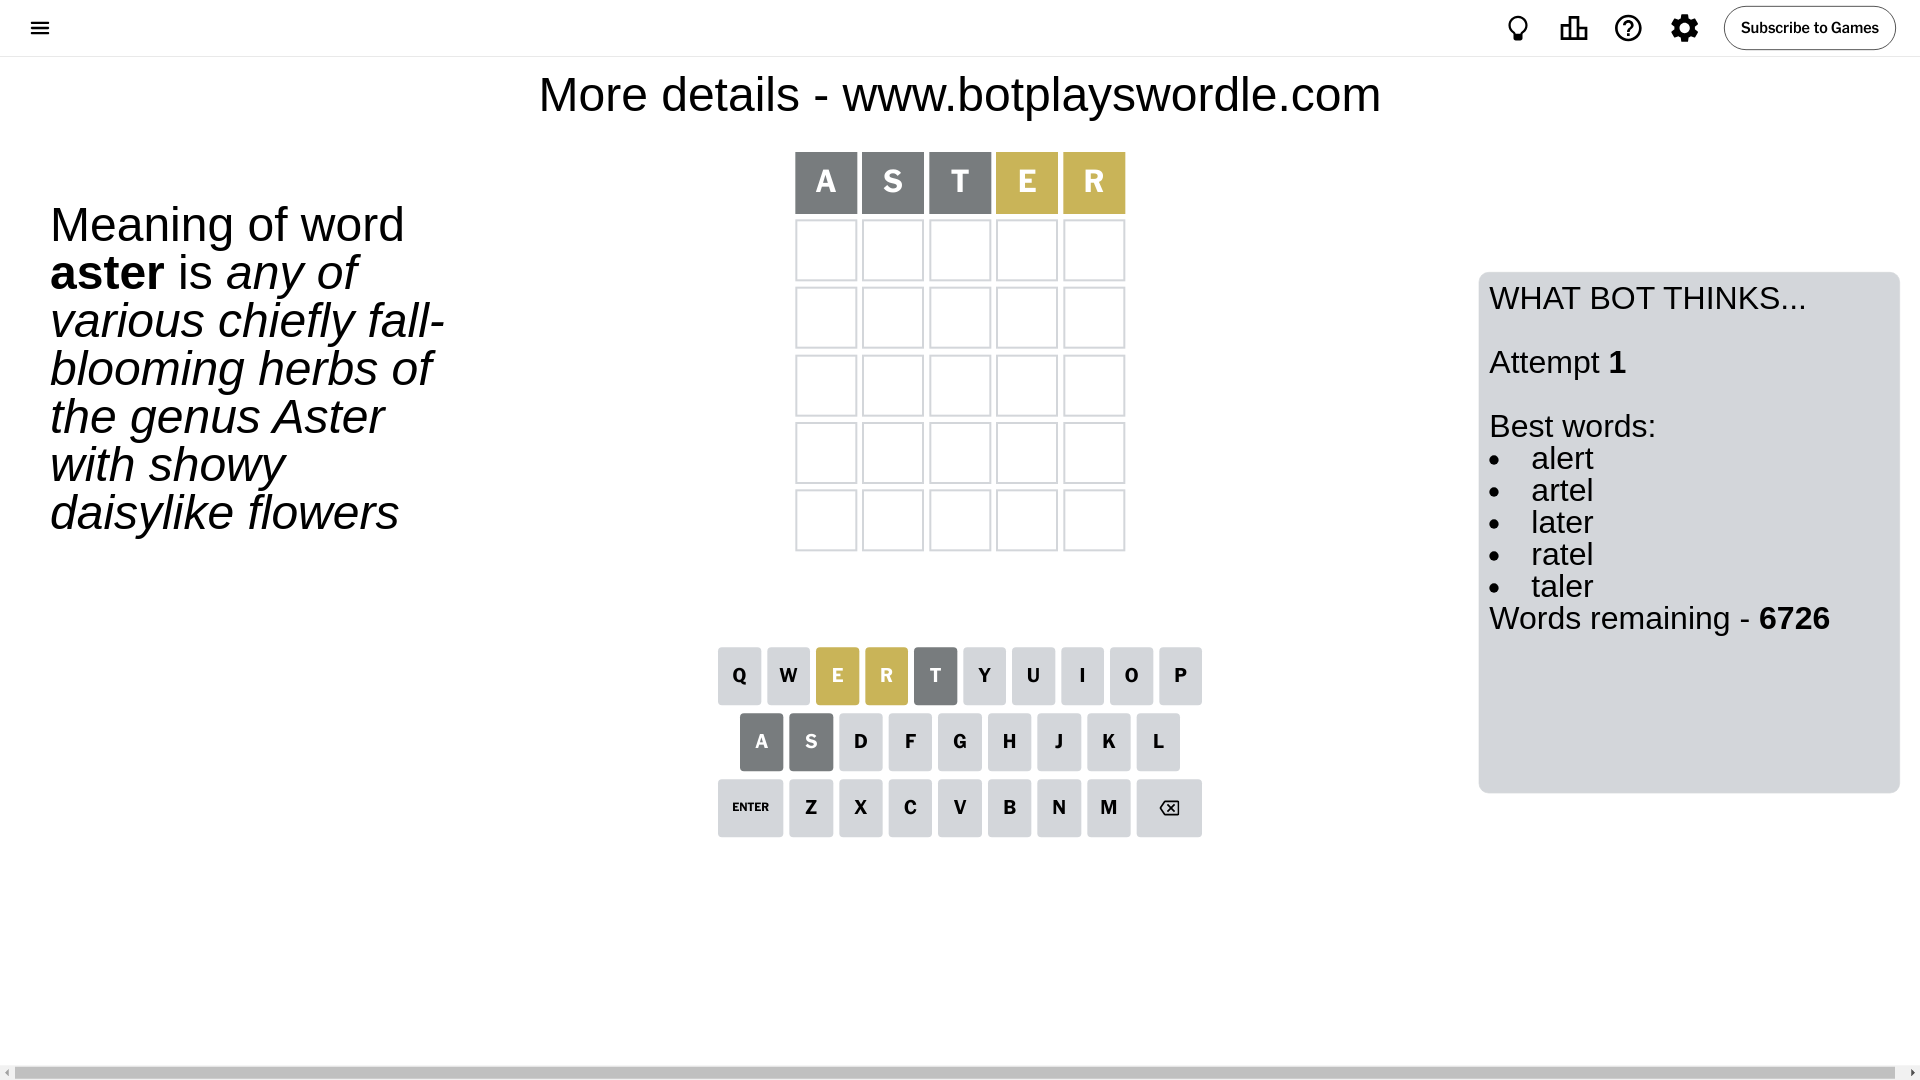 Subscribe to Games
More details - www.botplayswordle.com
A S T E R
Meaning of word
aster is any of
various chiefly fall-
blooming herbs of
the genus Aster
with showy
daisylike flowers
WHAT BOT THINKS...
Attempt 1
Best words:
• alert
• artel
• later
• ratel
• taler
Words remaining - 6726
Q W E R T Y U I O P
A S D F G H J K L
ENTER Z X C V B N M